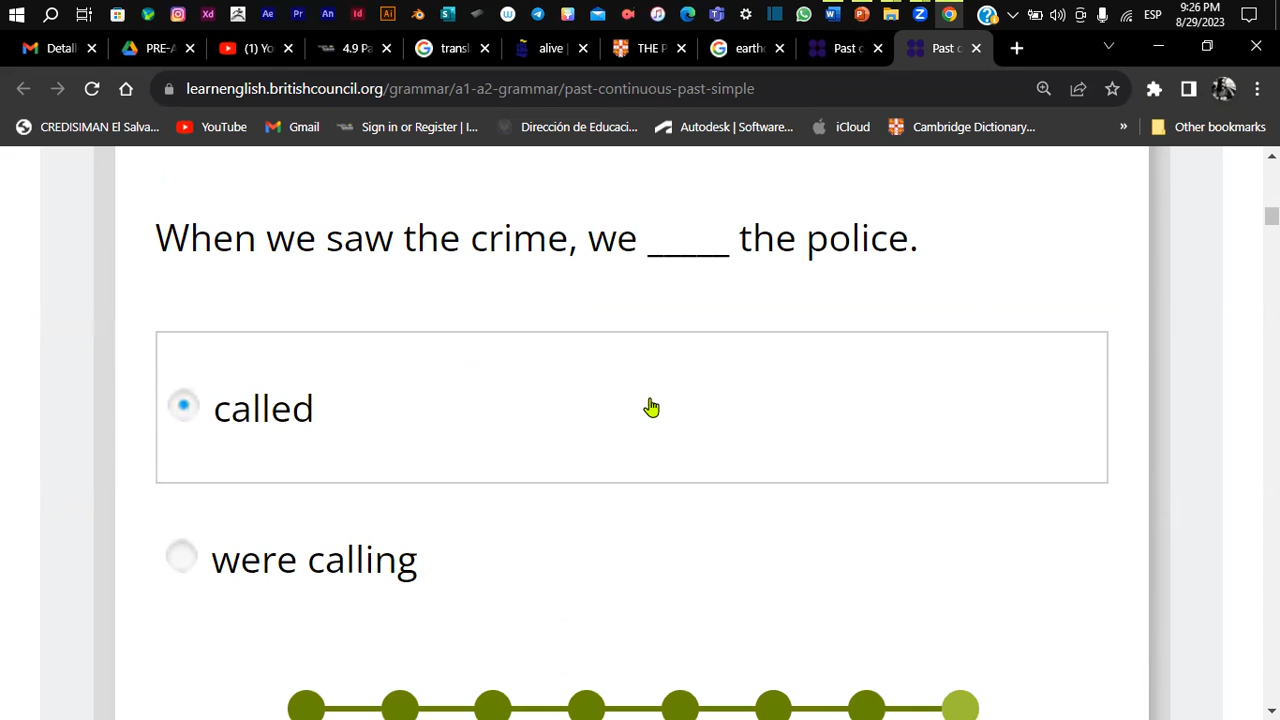 9:26 PM
ESP
8/29/2023
Detall
PRE-A
(1) Yo
4.9 Pa
transl
alive |
THE P
earth
Past c
Past c
learnenglish.britishcouncil.org/grammar/a1-a2-grammar/past-continuous-past-simple
CREDISIMAN El Salva...
YouTube
Gmail
Sign in or Register | I...
Dirección de Educaci...
Autodesk | Software...
iCloud
Cambridge Dictionary...
»
Other bookmarks
When we saw the crime, we _____ the police.
called
were calling